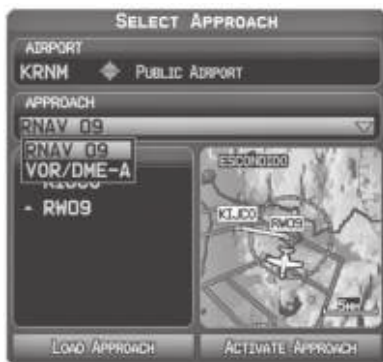 SELECT APPROACH
AIRPORT
KRNM PUBLIC AIRPORT
APPROACH
RNAV 09
RNAV 09
VOR/DME-A
RW09
ESCONDIDO
KIJCO
RW09
5NM
LOAD APPROACH
ACTIVATE APPROACH